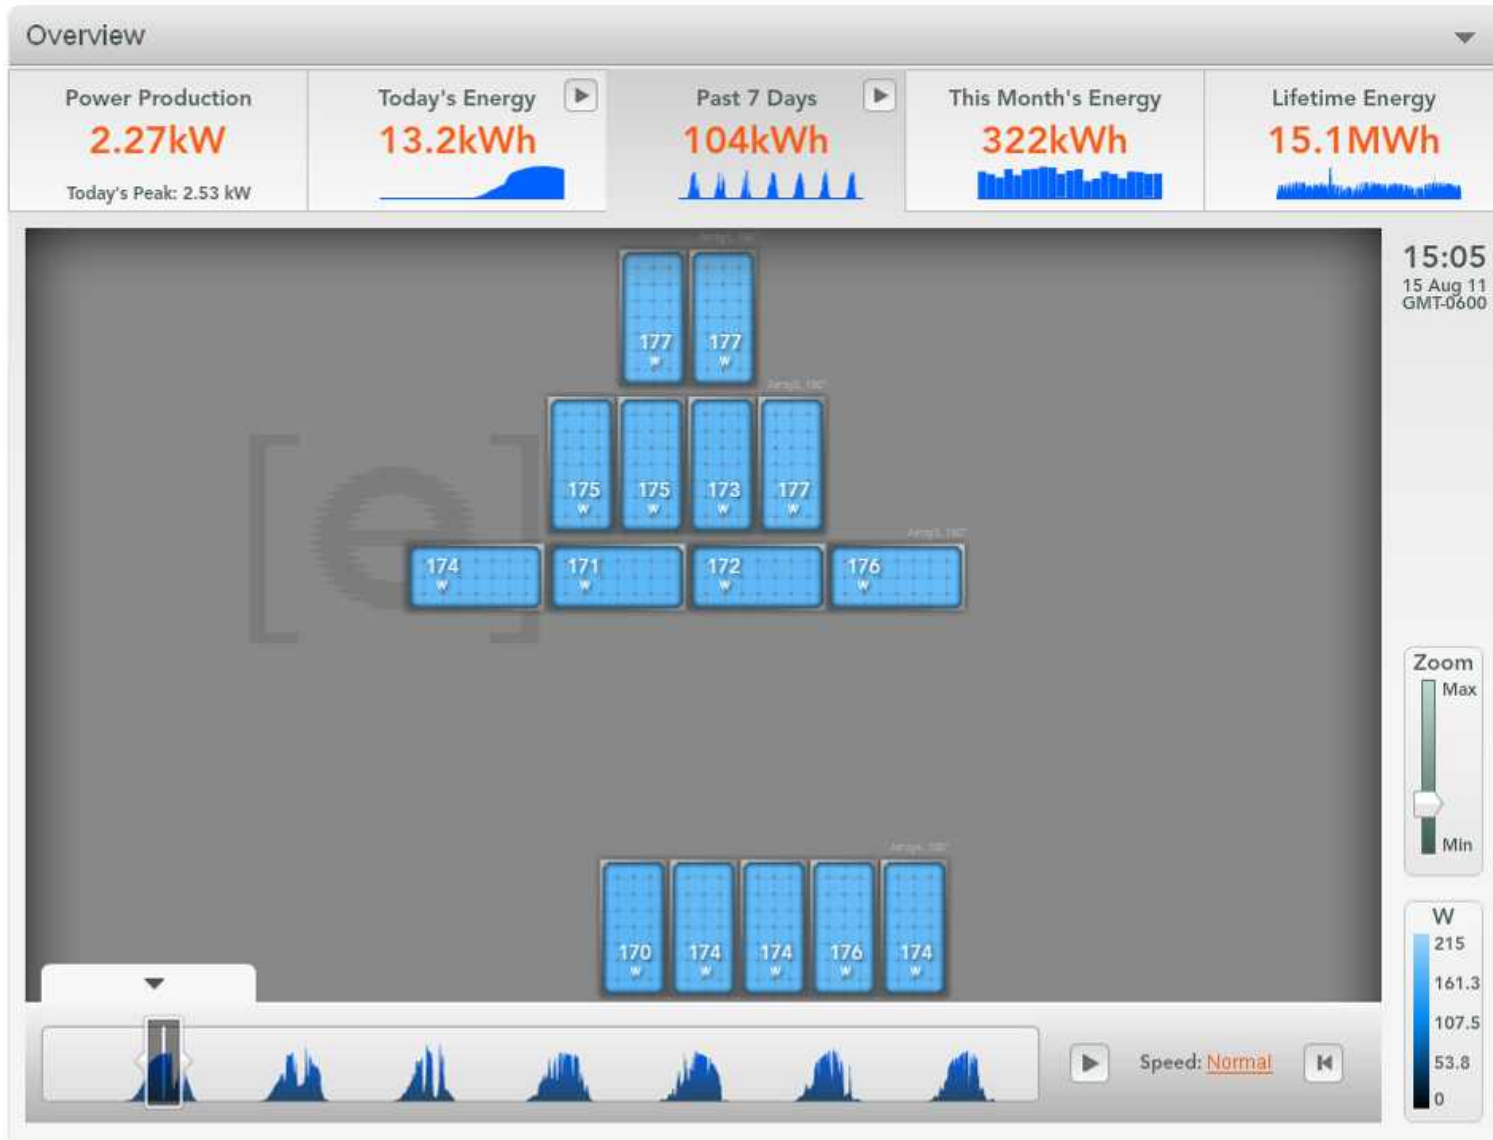 Overview
Power Production
2.27kW
Today's Peak: 2.53 kW
Today's Energy
13.2kWh
Past 7 Days
104kWh
This Month's Energy
322kWh
Lifetime Energy
15.1MWh
15:05
15 Aug 11
GMT-0600
177
W
177
W
175
W
175
W
173
W
177
W
174
W
171
W
172
W
176
W
[e]
170
W
174
W
174
W
176
W
174
W
Zoom
Max
Min
W
215
161.3
107.5
53.8
0
Speed: Normal